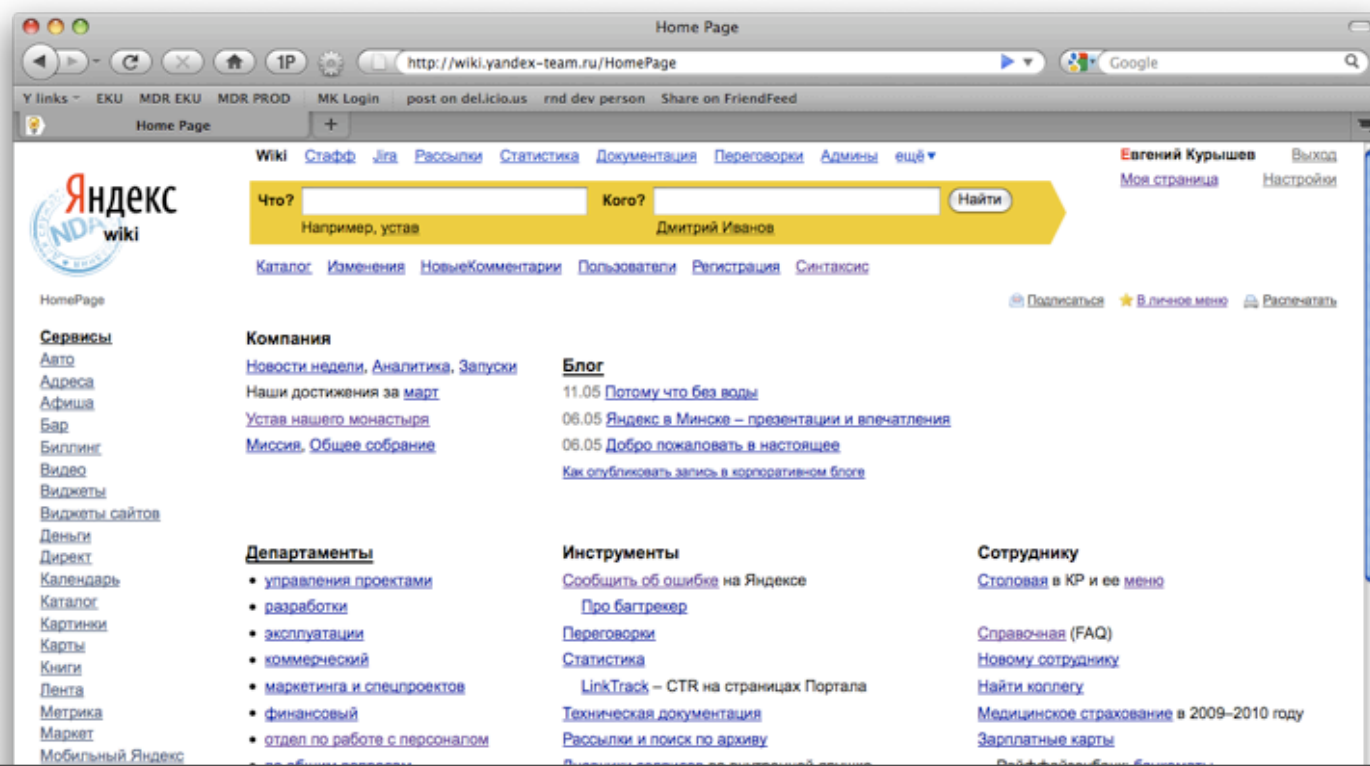 Home Page
1P
http://wiki.yandex-team.ru/HomePage
Google
Y links EKU MDR EKU MDR PROD MK Login post on del.icio.us rnd dev person Share on FriendFeed
Home Page +
Wiki Стафф Jira Рассылки Статистика Документация Переговорки Админы ещё
Евгений Курышев Выход
Моя страница Настройки
Яндекс
NDA
wiki
Что? Кого? Найти
Например, устав Дмитрий Иванов
Каталог Изменения НовыеКомментарии Пользователи Регистрация Синтаксис
HomePage
Подписаться В личное меню Распечатать
Сервисы
Авто
Адреса
Афиша
Бар
Биллинг
Видео
Виджеты
Виджеты сайтов
Деньги
Директ
Календарь
Каталог
Картинки
Карты
Книги
Лента
Метрика
Маркет
Мобильный Яндекс
Компания
Новости недели, Аналитика, Запуски
Наши достижения за март
Устав нашего монастыря
Миссия, Общее собрание
Блог
11.05 Потому что без воды
06.05 Яндекс в Минске – презентации и впечатления
06.05 Добро пожаловать в настоящее
Как опубликовать запись в корпоративном блоге
Департаменты
• управления проектами
• разработки
• эксплуатации
• коммерческий
• маркетинга и спецпроектов
• финансовый
• отдел по работе с персоналом
Инструменты
Сообщить об ошибке на Яндексе
Про багтрекер
Переговорки
Статистика
LinkTrack – CTR на страницах Портала
Техническая документация
Рассылки и поиск по архиву
Сотруднику
Столовая в КР и ее меню
Справочная (FAQ)
Новому сотруднику
Найти коллегу
Медицинское страхование в 2009–2010 году
Зарплатные карты